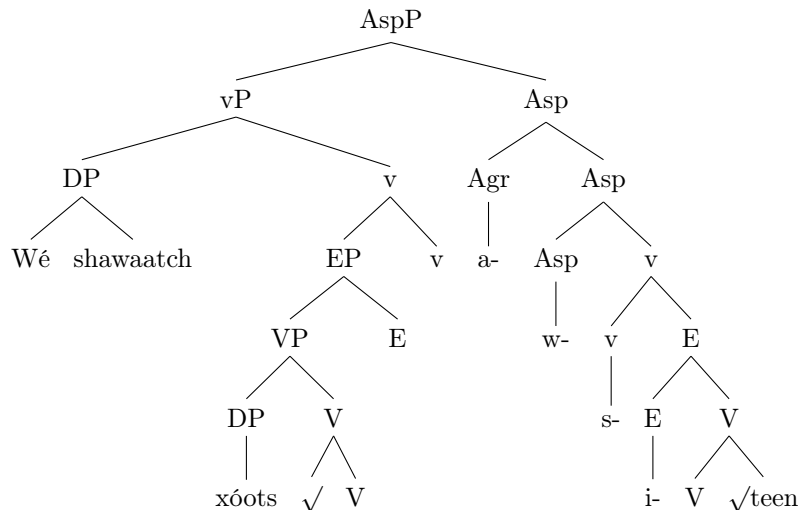 AspP
vP Asp
DP v Agr Asp
Wé shawaatch EP v a- Asp v
VP E w- v E
DP V s- E V
xóots √ V i- V √teen